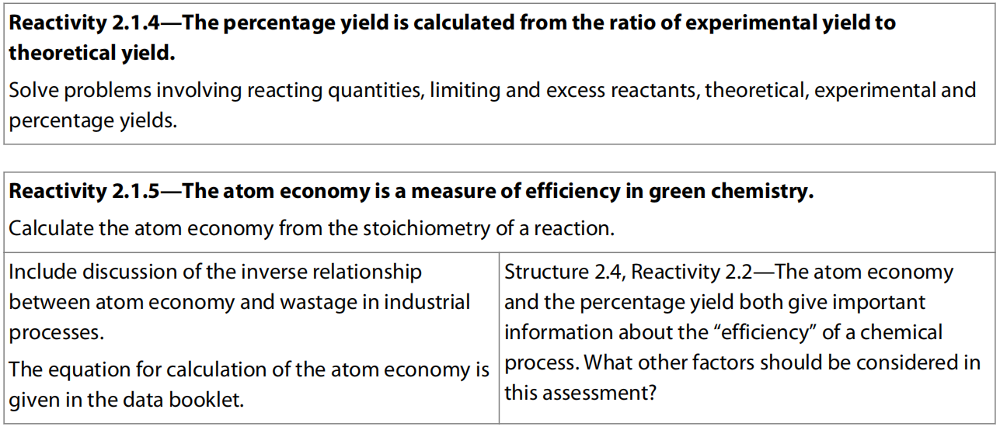 Reactivity 2.1.4—The percentage yield is calculated from the ratio of experimental yield to
theoretical yield.
Solve problems involving reacting quantities, limiting and excess reactants, theoretical, experimental and
percentage yields.
Reactivity 2.1.5—The atom economy is a measure of efficiency in green chemistry.
Calculate the atom economy from the stoichiometry of a reaction.
Include discussion of the inverse relationship
between atom economy and wastage in industrial
processes.
The equation for calculation of the atom economy is
given in the data booklet.
Structure 2.4, Reactivity 2.2—The atom economy
and the percentage yield both give important
information about the “efficiency” of a chemical
process. What other factors should be considered in
this assessment?